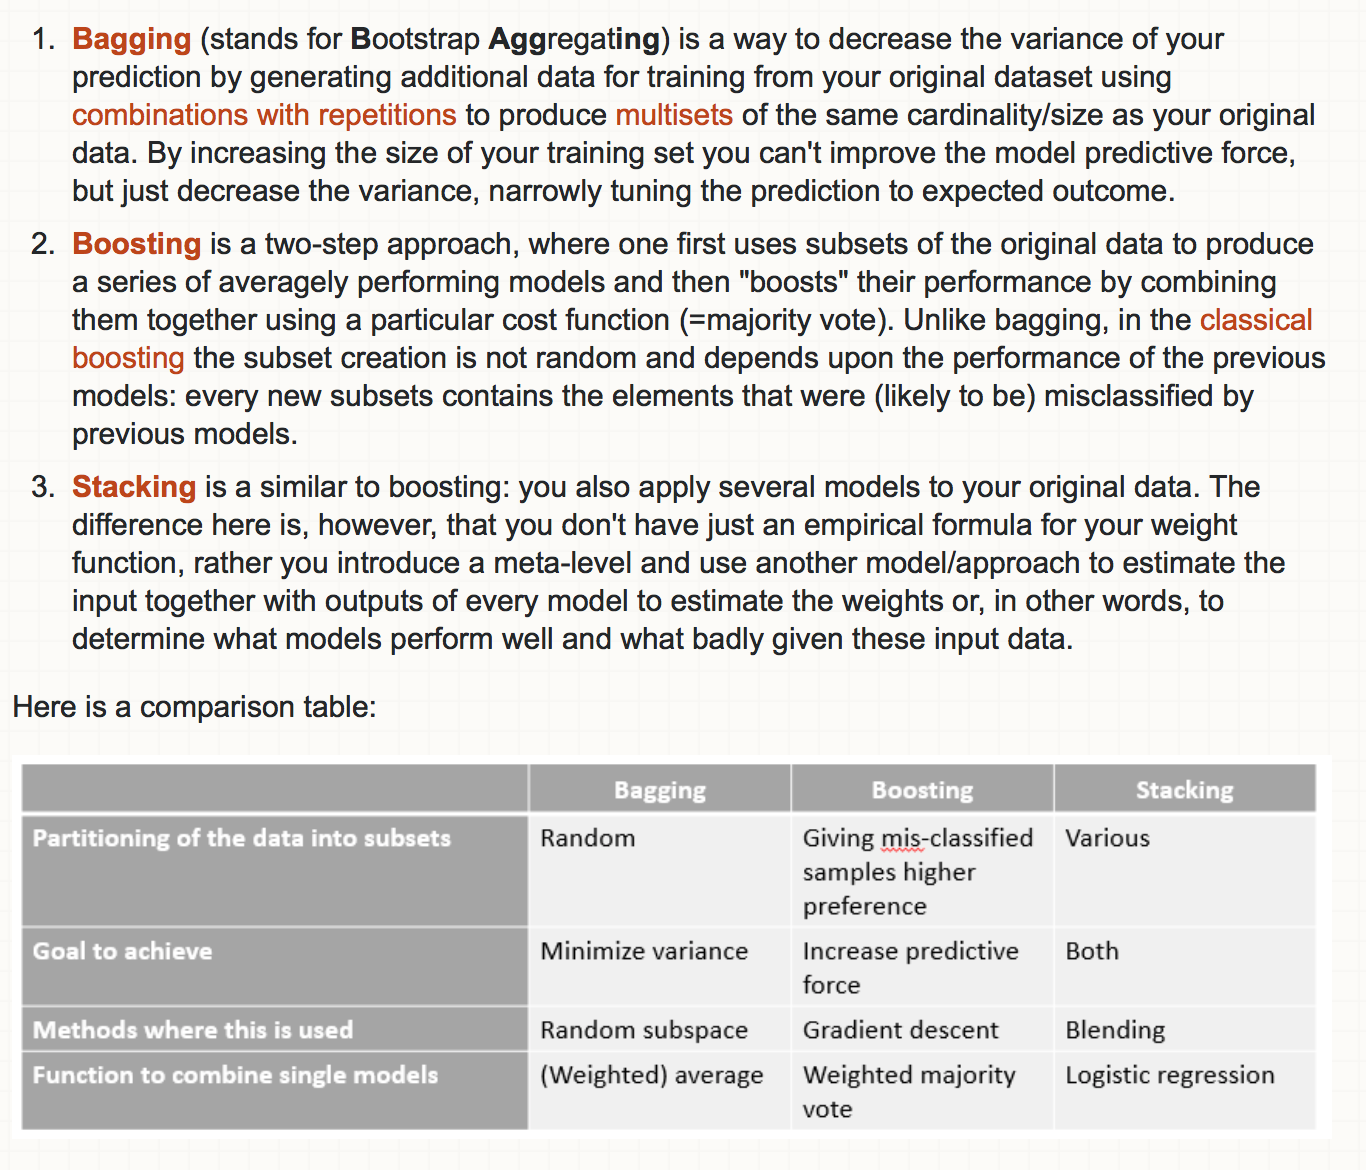 1. Bagging (stands for Bootstrap Aggregating) is a way to decrease the variance of your
prediction by generating additional data for training from your original dataset using
combinations with repetitions to produce multisets of the same cardinality/size as your original
data. By increasing the size of your training set you can't improve the model predictive force,
but just decrease the variance, narrowly tuning the prediction to expected outcome.
2. Boosting is a two-step approach, where one first uses subsets of the original data to produce
a series of averagely performing models and then "boosts" their performance by combining
them together using a particular cost function (=majority vote). Unlike bagging, in the classical
boosting the subset creation is not random and depends upon the performance of the previous
models: every new subsets contains the elements that were (likely to be) misclassified by
previous models.
3. Stacking is a similar to boosting: you also apply several models to your original data. The
difference here is, however, that you don't have just an empirical formula for your weight
function, rather you introduce a meta-level and use another model/approach to estimate the
input together with outputs of every model to estimate the weights or, in other words, to
determine what models perform well and what badly given these input data.
Here is a comparison table:
Bagging Boosting Stacking
Partitioning of the data into subsets Random Giving mis-classified Various
samples higher
preference
Goal to achieve Minimize variance Increase predictive Both
force
Methods where this is used Random subspace Gradient descent Blending
Function to combine single models (Weighted) average Weighted majority Logistic regression
vote